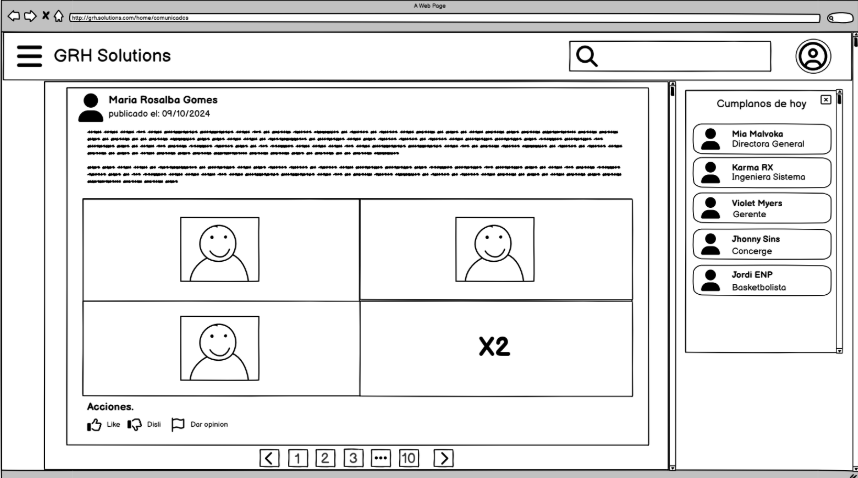 A Web Page
http://grhsolutions.com/home/comunicados
GRH Solutions
Maria Rosalba Gomes
publicado el: 09/10/2024
X2
Acciones.
Like Disli Dar opinion
1 2 3 ••• 10
Cumplanos de hoy
Mia Malvoka
Directora General
Karma RX
Ingeniera Sistema
Violet Myers
Gerente
Jhonny Sins
Concerge
Jordi ENP
Basketbolista